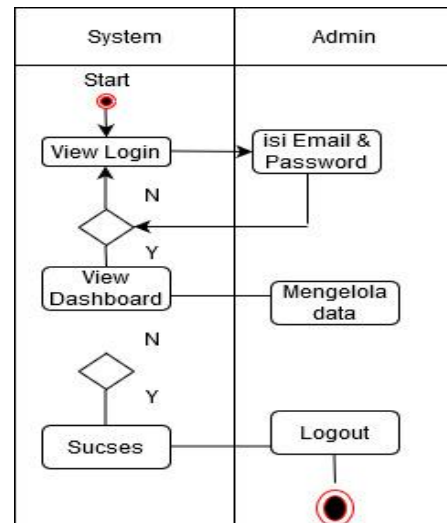 System
Admin
Start
View Login
isi Email &
Password
N
Y
View
Dashboard
Mengelola
data
N
Y
Sucses
Logout